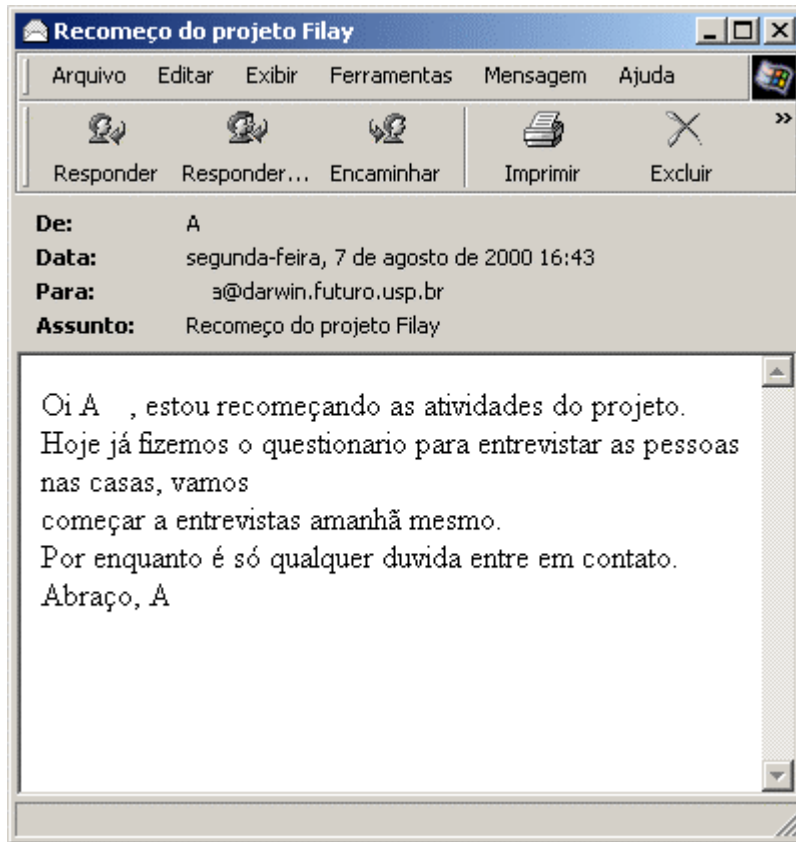 Recomeço do projeto Filay
Arquivo Editar Exibir Ferramentas Mensagem Ajuda
»
Responder Responder... Encaminhar Imprimir Excluir
De: A
Data: segunda-feira, 7 de agosto de 2000 16:43
Para: a@darwin.futuro.usp.br
Assunto: Recomeço do projeto Filay
Oi A , estou recomeçando as atividades do projeto.
Hoje já fizemos o questionario para entrevistar as pessoas
nas casas, vamos
começar a entrevistas amanhã mesmo.
Por enquanto é só qualquer duvida entre em contato.
Abraço, A